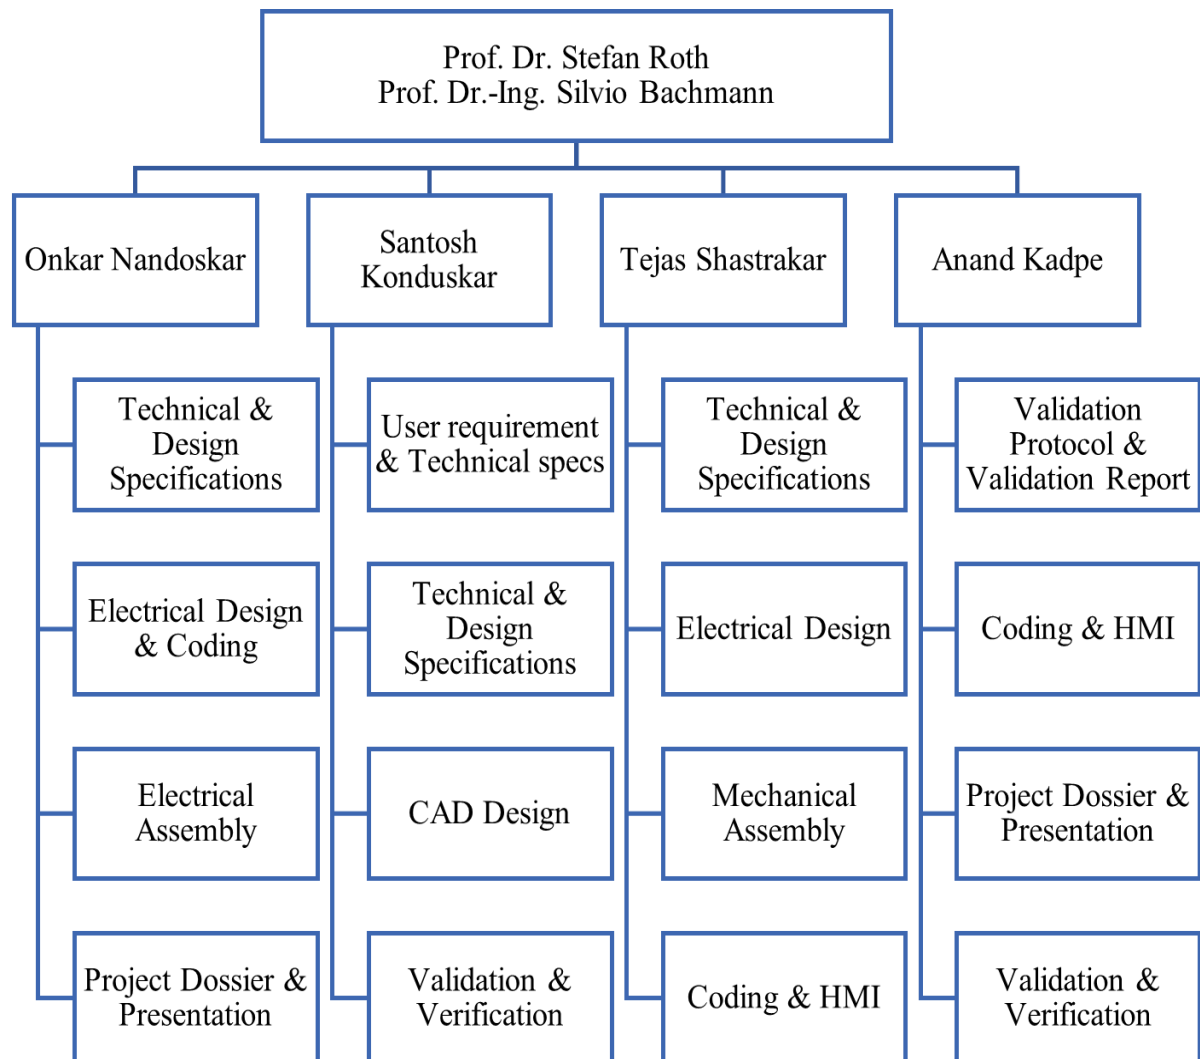 Prof. Dr. Stefan Roth
Prof. Dr.-Ing. Silvio Bachmann
Onkar Nandoskar
Santosh
Konduskar
Tejas Shastrakar
Anand Kadpe
Technical &
Design
Specifications
User requirement
& Technical specs
Technical &
Design
Specifications
Validation
Protocol &
Validation Report
Electrical Design
& Coding
Technical &
Design
Specifications
Electrical Design
Coding & HMI
Electrical
Assembly
CAD Design
Mechanical
Assembly
Project Dossier &
Presentation
Project Dossier &
Presentation
Validation &
Verification
Coding & HMI
Validation &
Verification